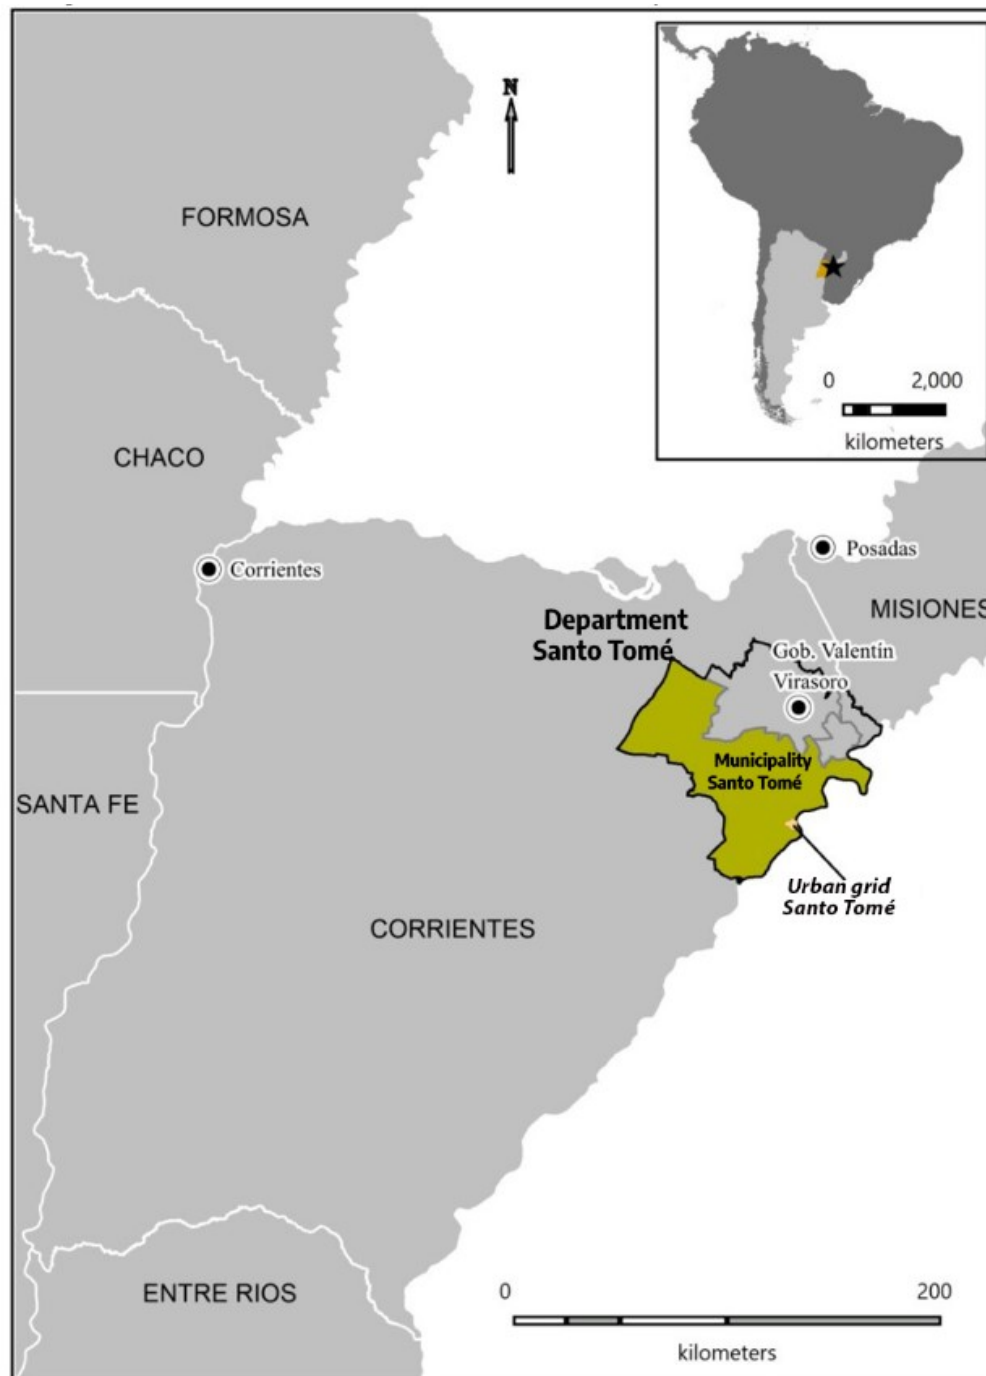 N
FORMOSA
0
2,000
kilometers
CHACO
Corrientes
Posadas
MISIONES
Department
Santo Tomé
Gob. Valentín
Virasoro
Municipality
Santo Tomé
SANTA FE
Urban grid
Santo Tomé
CORRIENTES
ENTRE RIOS
0
200
kilometers